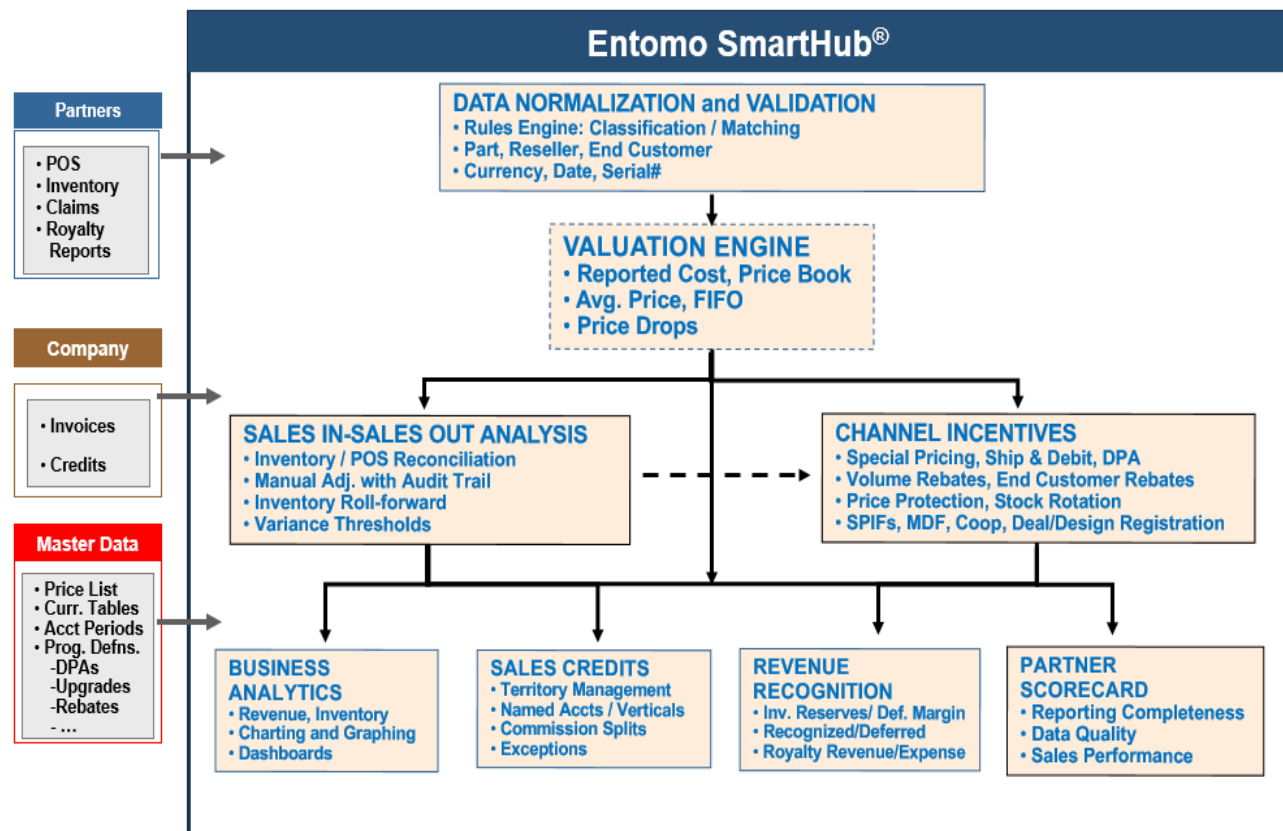 Entomo SmartHub®
Partners
• POS
• Inventory
• Claims
• Royalty
Reports
Company
• Invoices
• Credits
Master Data
• Price List
• Curr. Tables
• Acct Periods
• Prog. Defns.
-DPAs
-Upgrades
-Rebates
- ...
DATA NORMALIZATION and VALIDATION
• Rules Engine: Classification / Matching
• Part, Reseller, End Customer
• Currency, Date, Serial#
VALUATION ENGINE
• Reported Cost, Price Book
• Avg. Price, FIFO
• Price Drops
SALES IN-SALES OUT ANALYSIS
• Inventory / POS Reconciliation
• Manual Adj. with Audit Trail
• Inventory Roll-forward
• Variance Thresholds
CHANNEL INCENTIVES
• Special Pricing, Ship & Debit, DPA
• Volume Rebates, End Customer Rebates
• Price Protection, Stock Rotation
• SPIFs, MDF, Coop, Deal/Design Registration
BUSINESS
ANALYTICS
• Revenue, Inventory
• Charting and Graphing
• Dashboards
SALES CREDITS
• Territory Management
• Named Accts / Verticals
• Commission Splits
• Exceptions
REVENUE
RECOGNITION
• Inv. Reserves/ Def. Margin
• Recognized/Deferred
• Royalty Revenue/Expense
PARTNER
SCORECARD
• Reporting Completeness
• Data Quality
• Sales Performance